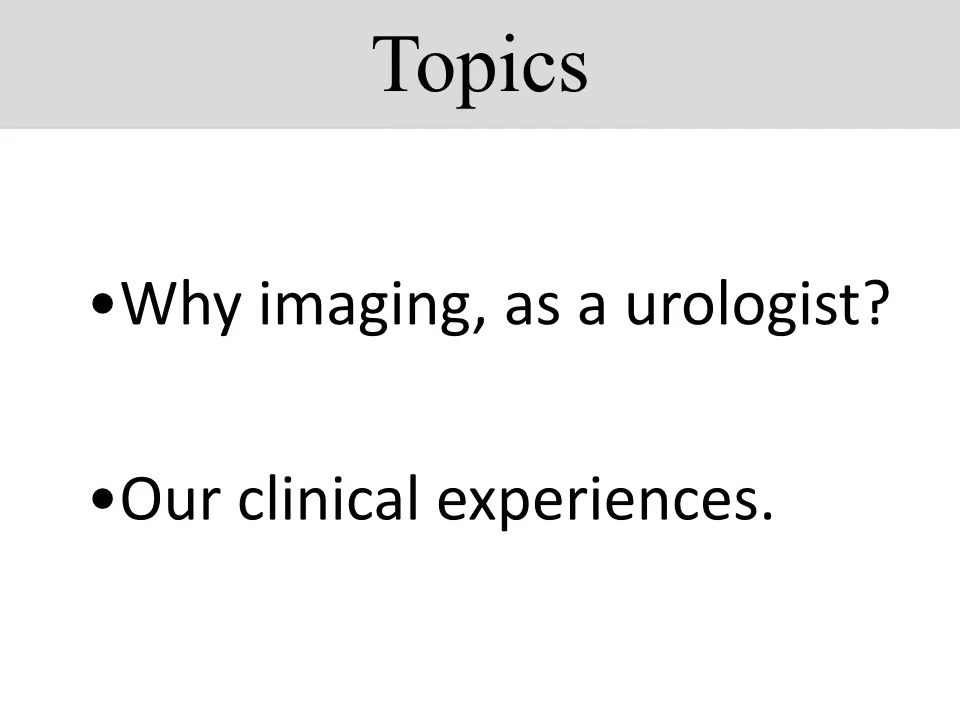 Topics
•Why imaging, as a urologist?
•Our clinical experiences.